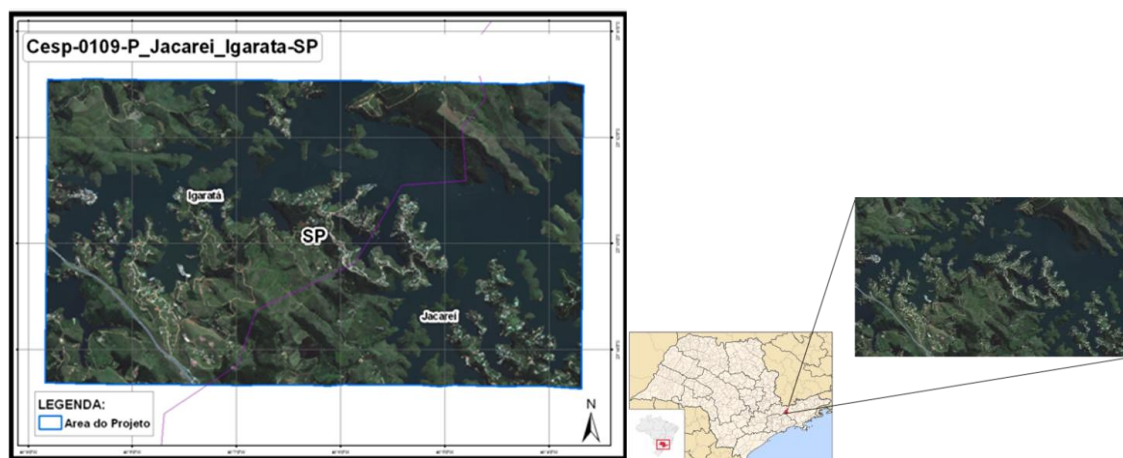 Cesp-0109-P_Jacarei_Igarata-SP
Igaratá
SP
Jacareí
LEGENDA:
Area do Projeto
N